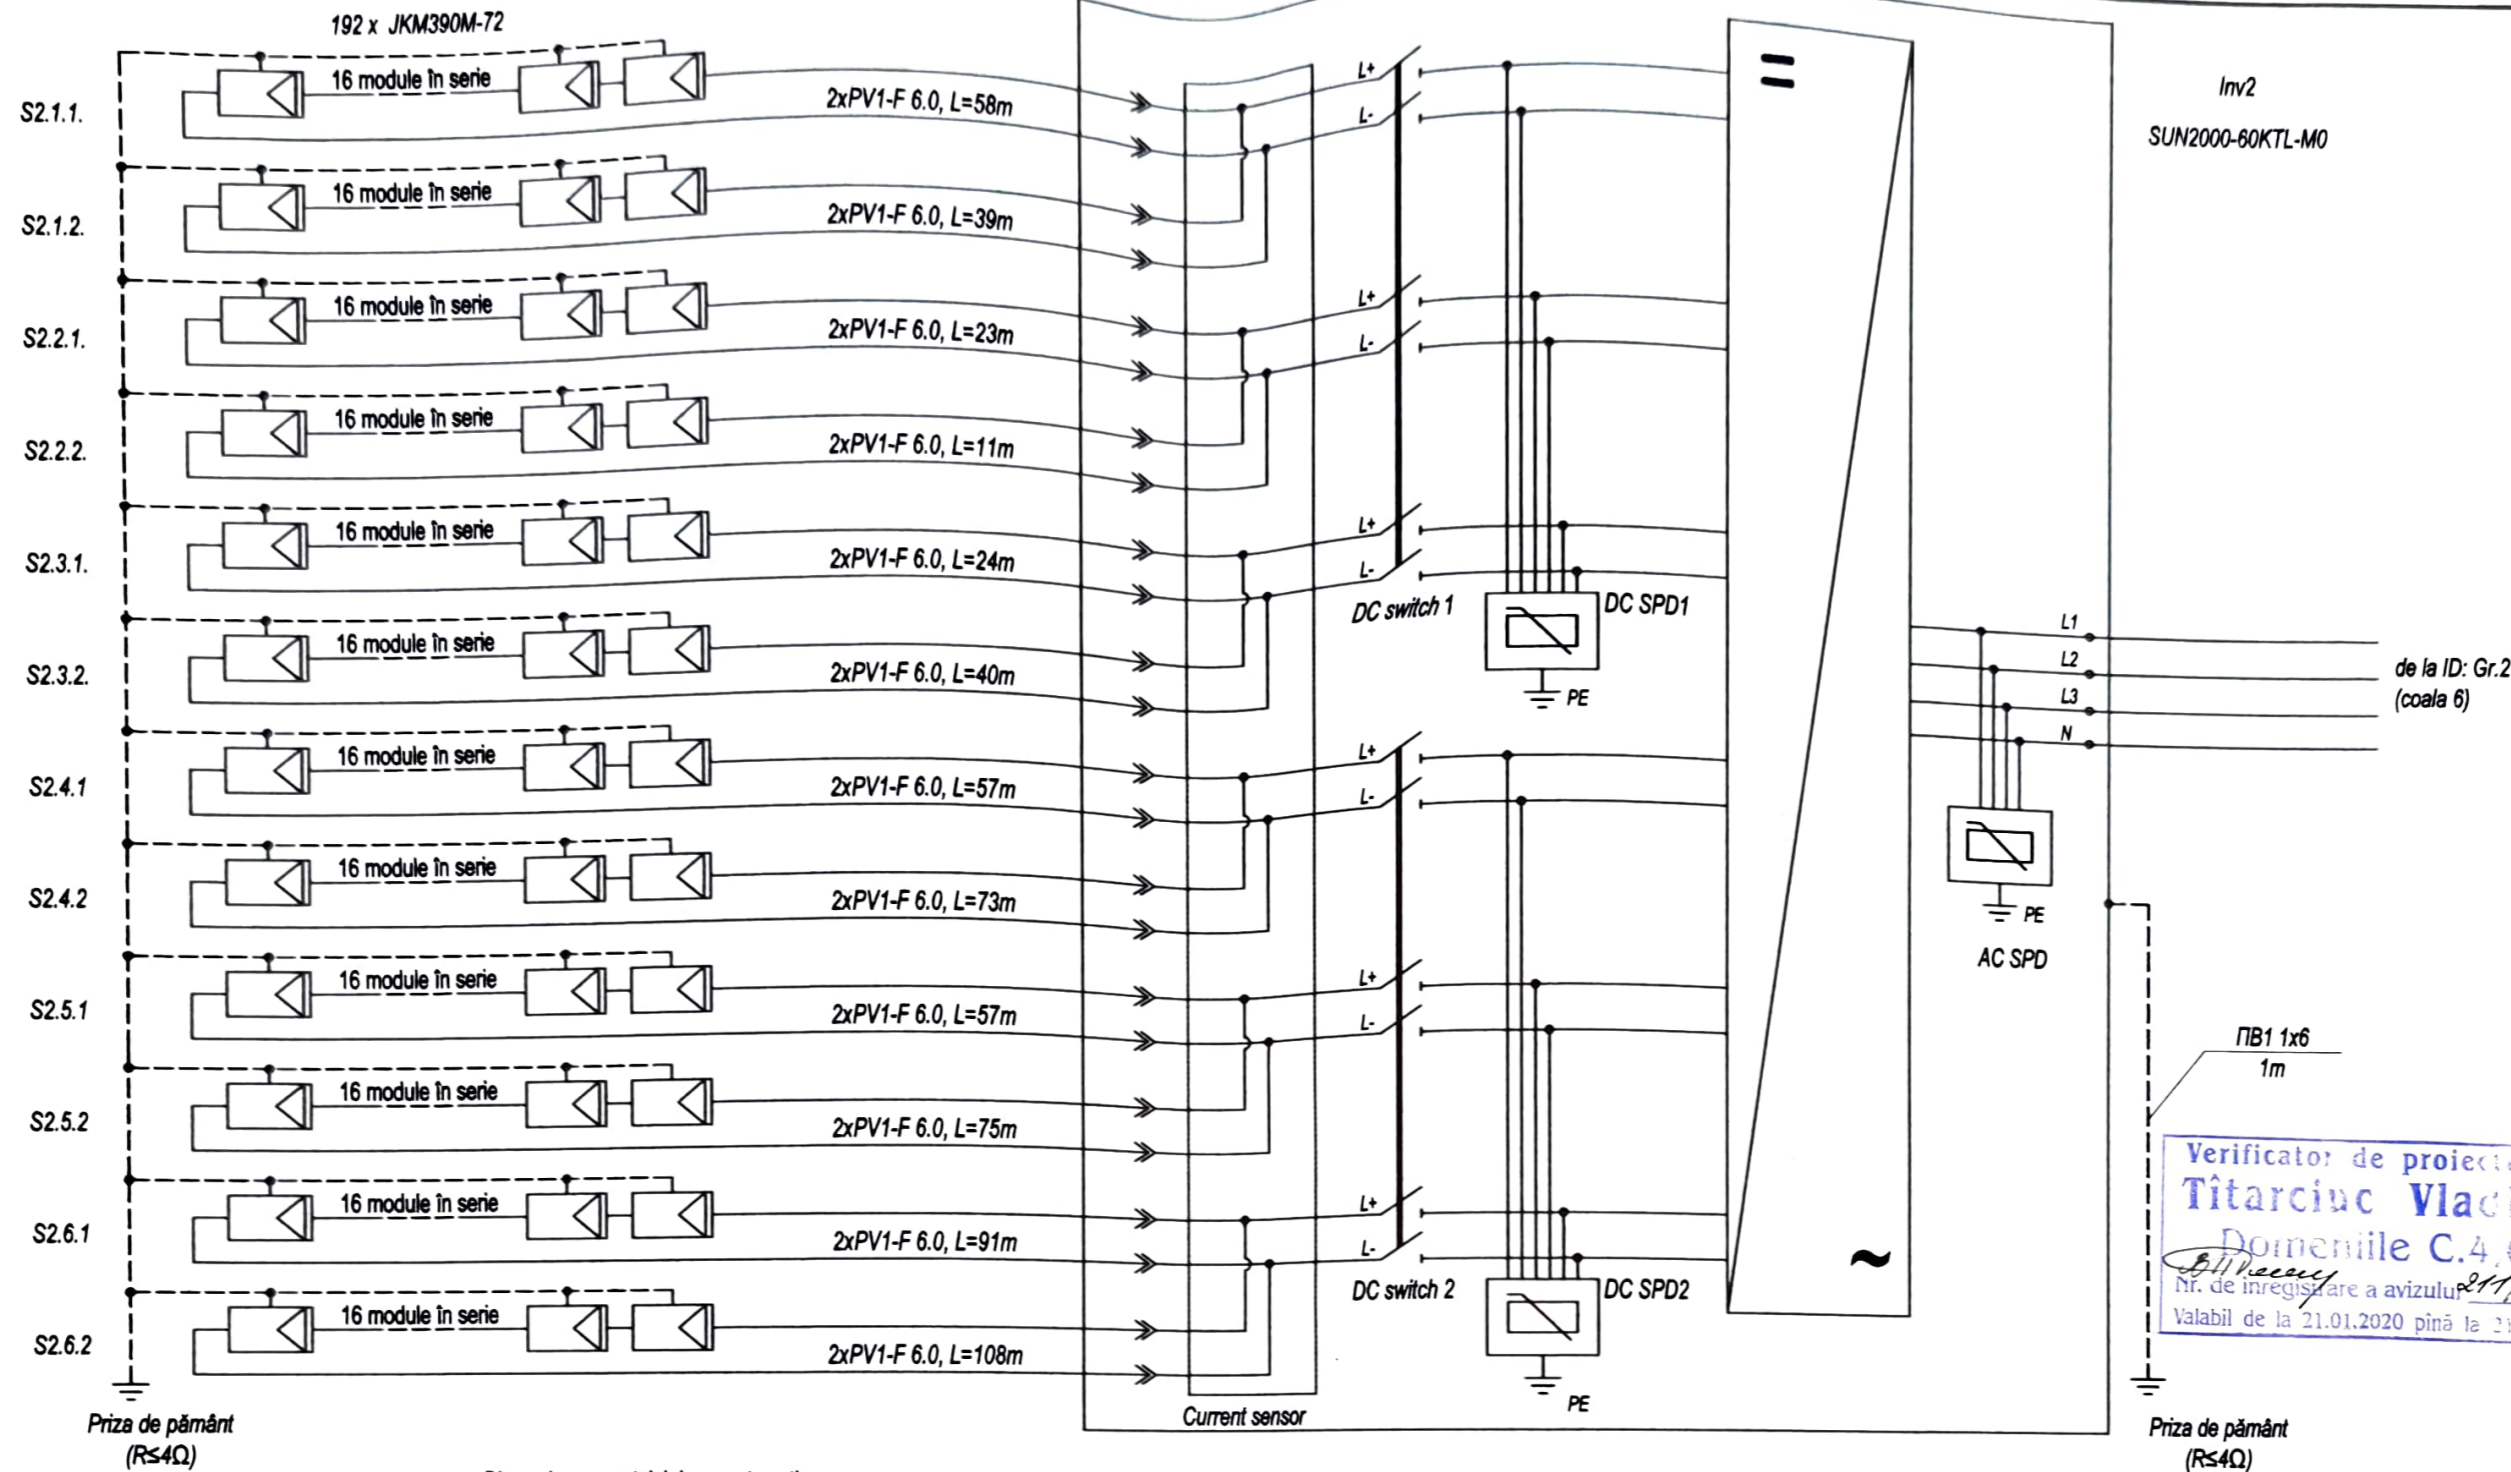 192 x JKM390M-72
S2.1.1.
16 module în serie
2xPV1-F 6.0, L=58m
L+
L-
S2.1.2.
16 module în serie
2xPV1-F 6.0, L=39m
S2.2.1.
16 module în serie
2xPV1-F 6.0, L=23m
L+
L-
S2.2.2.
16 module în serie
2xPV1-F 6.0, L=11m
S2.3.1.
16 module în serie
2xPV1-F 6.0, L=24m
L+
L-
DC switch 1
DC SPD1
PE
S2.3.2.
16 module în serie
2xPV1-F 6.0, L=40m
S2.4.1
16 module în serie
2xPV1-F 6.0, L=57m
L+
L-
S2.4.2
16 module în serie
2xPV1-F 6.0, L=73m
S2.5.1
16 module în serie
2xPV1-F 6.0, L=57m
L+
L-
S2.5.2
16 module în serie
2xPV1-F 6.0, L=75m
S2.6.1
16 module în serie
2xPV1-F 6.0, L=91m
L+
L-
DC switch 2
DC SPD2
PE
S2.6.2
16 module în serie
2xPV1-F 6.0, L=108m
Priza de pământ
(R≤4Ω)
Current sensor
=
~
Inv2
SUN2000-60KTL-M0
L1
L2
L3
N
de la ID: Gr.2
(coala 6)
PE
AC SPD
ПВ1 1x6
1m
Verificator de
Tîtarciuc
Domeniile C.4,
Nr. de înregistrare a avizului 211
Valabil de la 21.01.2020 pînă la
Priza de pământ
(R≤4Ω)